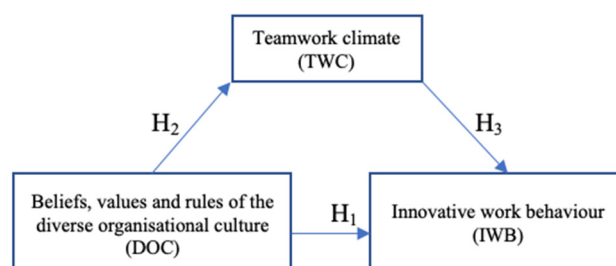 Teamwork climate
(TWC)
H₂
H₃
Beliefs, values and rules of the
diverse organisational culture
(DOC)
H₁
Innovative work behaviour
(IWB)